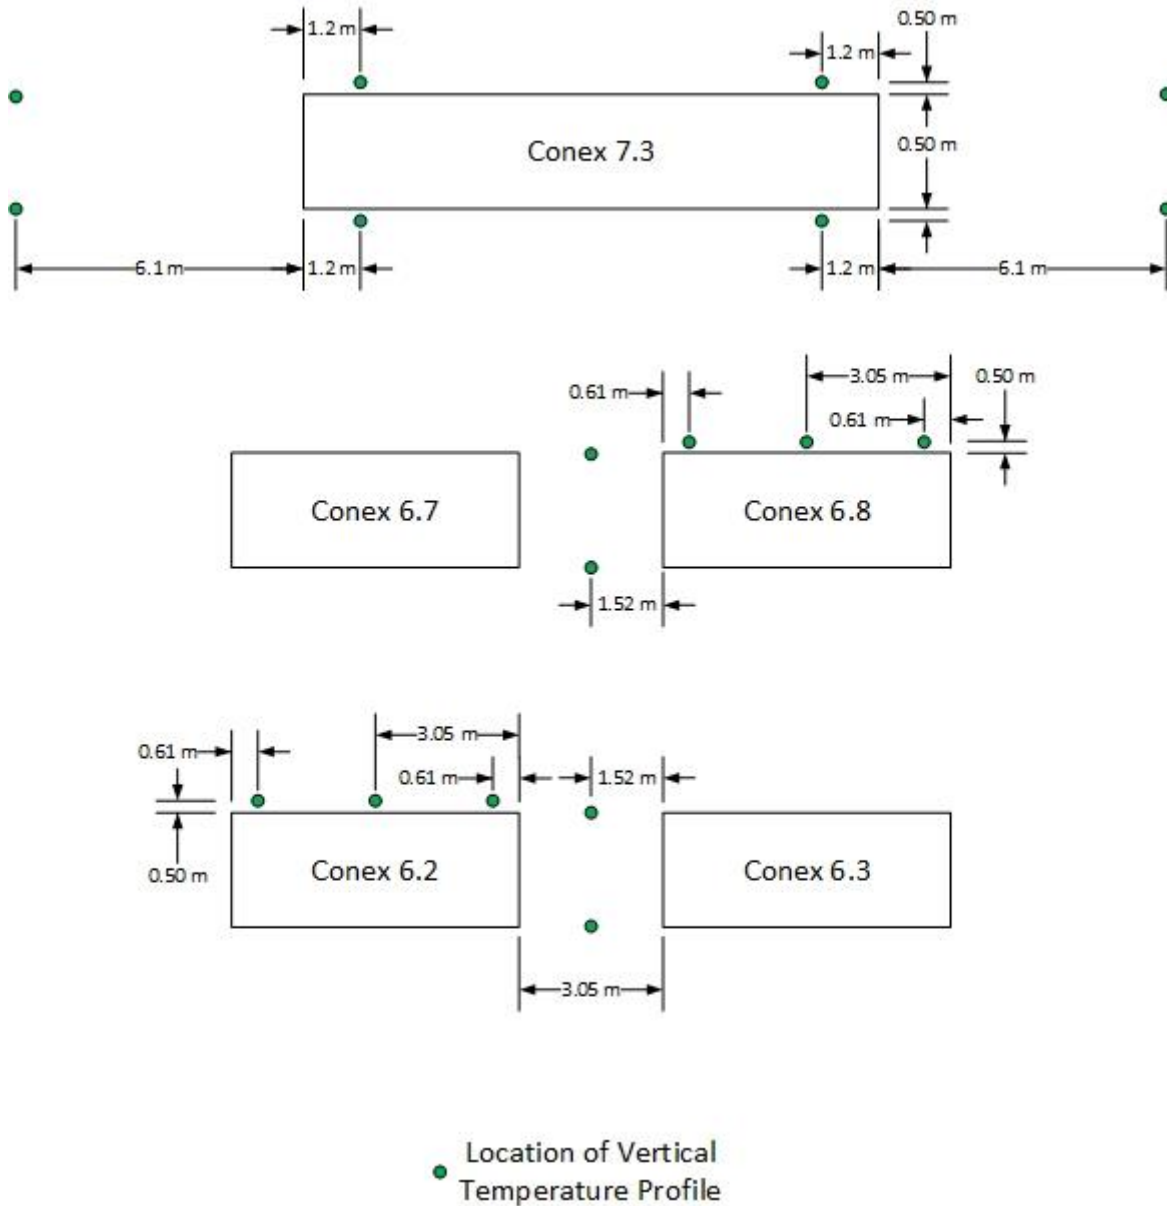 1.2 m
0.50 m
1.2 m
Conex 7.3
0.50 m
6.1 m
1.2 m
1.2 m
6.1 m
3.05 m
0.50 m
0.61 m
0.61 m
Conex 6.7
Conex 6.8
1.52 m
3.05 m
0.61 m
0.61 m
1.52 m
0.50 m
Conex 6.2
Conex 6.3
3.05 m
Location of Vertical
Temperature Profile